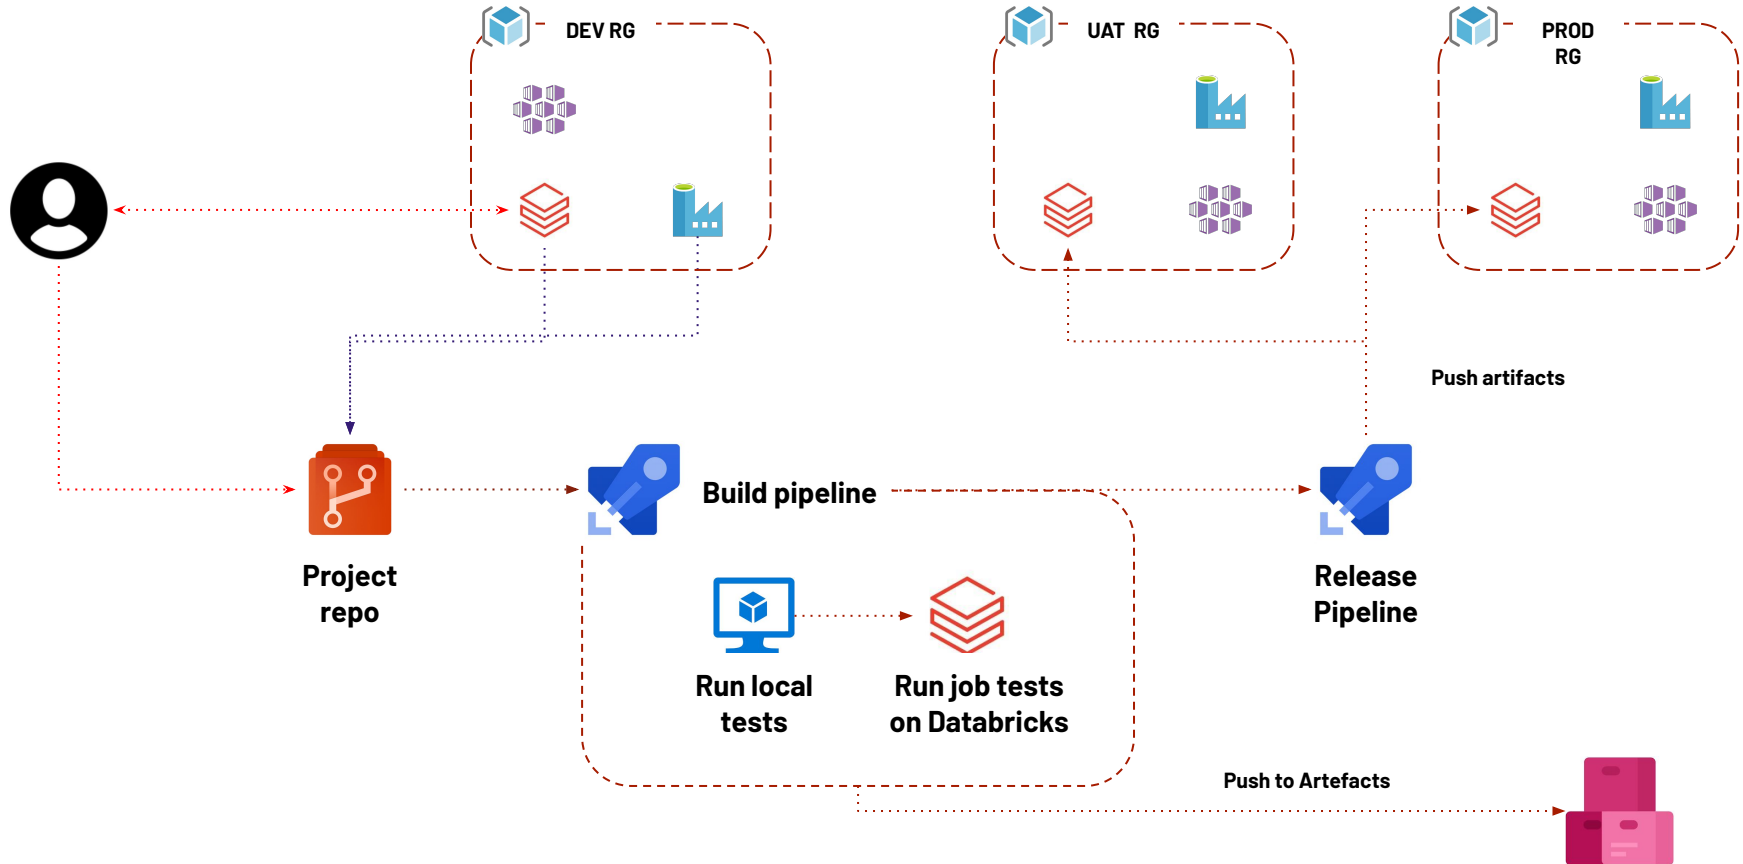 DEV RG
UAT RG
PROD
RG
Push artifacts
Build pipeline
Project
repo
Release
Pipeline
Run local
tests
Run job tests
on Databricks
Push to Artefacts